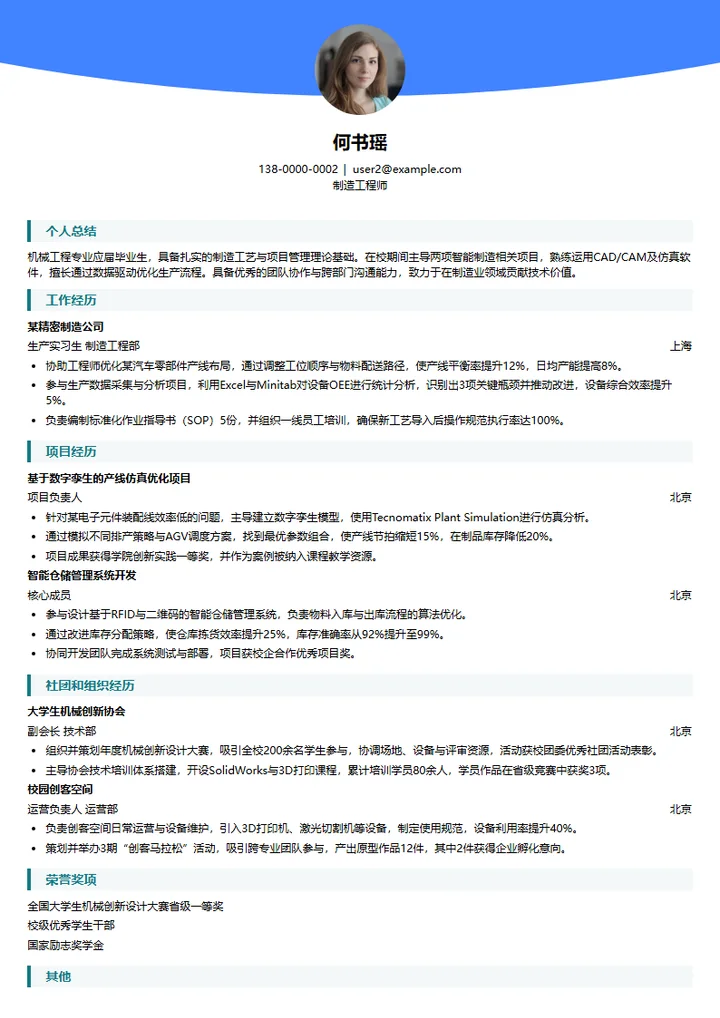 何书瑶
138-0000-0002 | user2@example.com
制造工程师
个人总结
机械工程专业应届毕业生，具备扎实的制造工艺与项目管理理论基础。在校期间主导两项智能制造相关项目，熟练运用CAD/CAM及仿真软
件，擅长通过数据驱动优化生产流程。具备优秀的团队协作与跨部门沟通能力，致力于在制造业领域贡献技术价值。
工作经历
某精密制造公司
生产实习生 制造工程部 上海
• 协助工程师优化某汽车零部件产线布局，通过调整工位顺序与物料配送路径，使产线平衡率提升12%，日均产能提高8%。
• 参与生产数据采集与分析项目，利用Excel与Minitab对设备OEE进行统计分析，识别出3项关键瓶颈并推动改进，设备综合效率提升
5%。
• 负责编制标准化作业指导书（SOP）5份，并组织一线员工培训，确保新工艺导入后操作规范执行率达100%。
项目经历
基于数字孪生的产线仿真优化项目
项目负责人 北京
• 针对某电子元件装配线效率低的问题，主导建立数字孪生模型，使用Tecnomatix Plant Simulation进行仿真分析。
• 通过模拟不同排产策略与AGV调度方案，找到最优参数组合，使产线节拍缩短15%，在制品库存降低20%。
• 项目成果获得学院创新实践一等奖，并作为案例被纳入课程教学资源。
智能仓储管理系统开发
核心成员 北京
• 参与设计基于RFID与二维码的智能仓储管理系统，负责物料入库与出库流程的算法优化。
• 通过改进库存分配策略，使仓库拣货效率提升25%，库存准确率从92%提升至99%。
• 协同开发团队完成系统测试与部署，项目获校企合作优秀项目奖。
社团和组织经历
大学生机械创新协会
副会长 技术部 北京
• 组织并策划年度机械创新设计大赛，吸引全校200余名学生参与，协调场地、设备与评审资源，活动获校团委优秀社团活动表彰。
• 主导协会技术培训体系搭建，开设SolidWorks与3D打印课程，累计培训学员80余人，学员作品在省级竞赛中获奖3项。
校园创客空间
运营负责人 运营部 北京
• 负责创客空间日常运营与设备维护，引入3D打印机、激光切割机等设备，制定使用规范，设备利用率提升40%。
• 策划并举办3期“创客马拉松”活动，吸引跨专业团队参与，产出原型作品12件，其中2件获得企业孵化意向。
荣誉奖项
全国大学生机械创新设计大赛省级一等奖
校级优秀学生干部
国家励志奖学金
其他